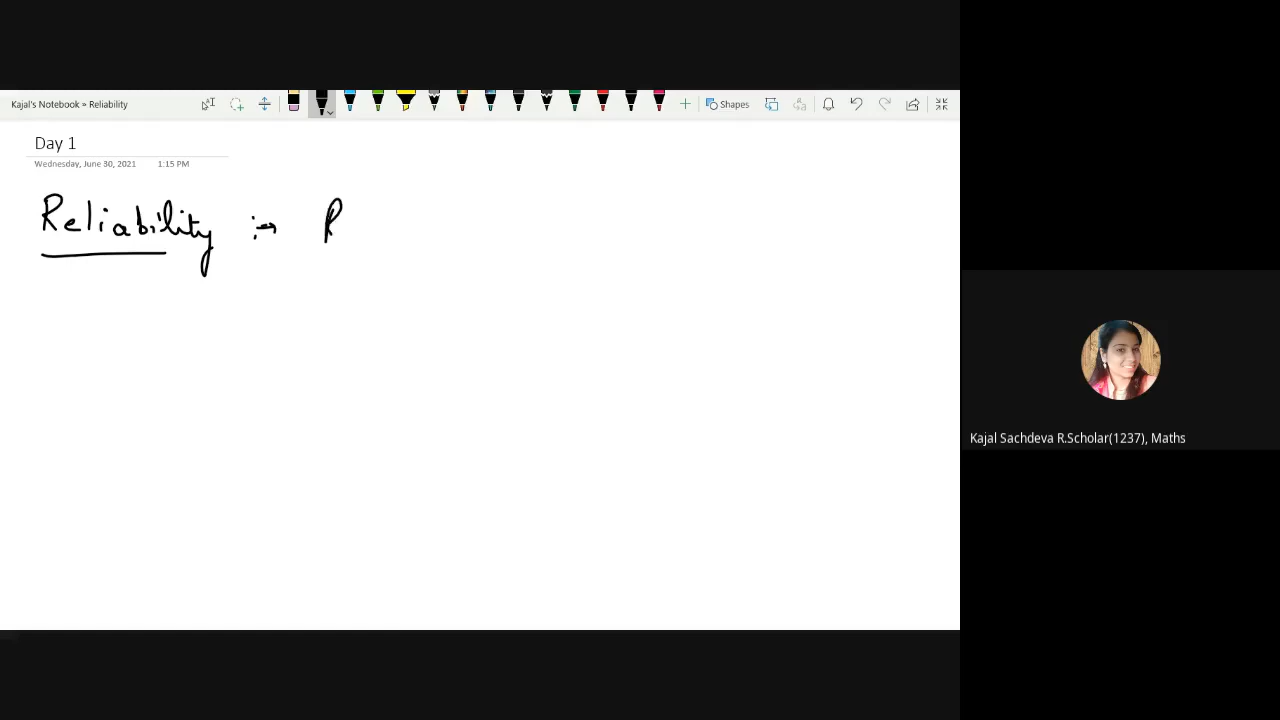 Kajal's Notebook » Reliability
Shapes
Day 1
Wednesday, June 30, 2021 1:15 PM
Reliability :→ R
Kajal Sachdeva R.Scholar(1237), Maths